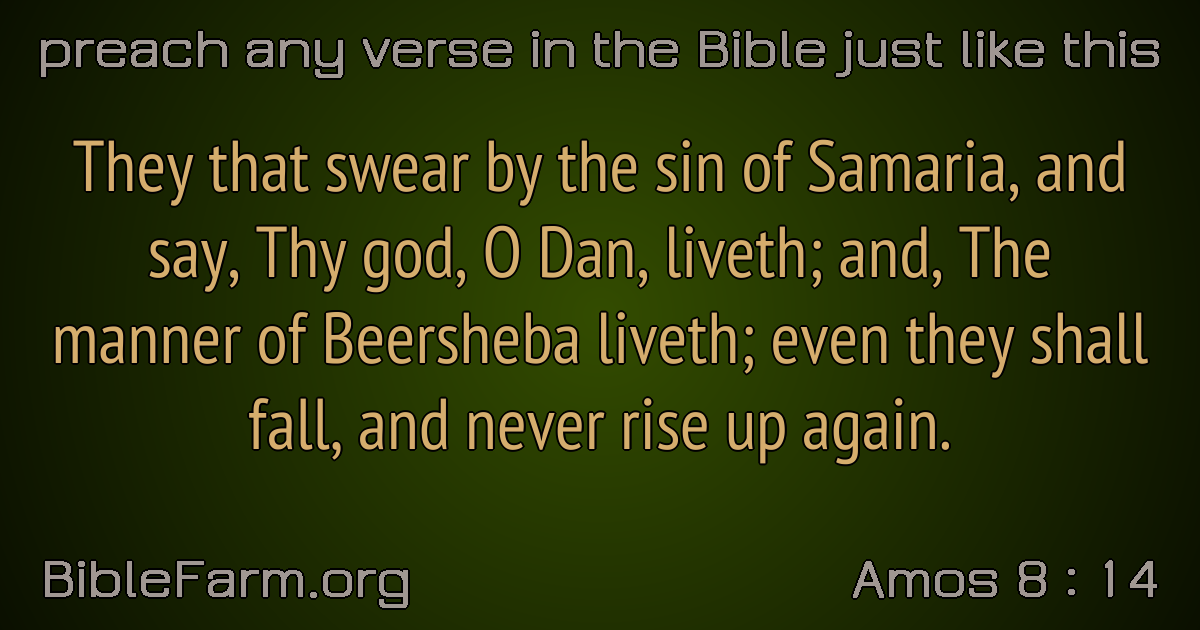 preach any verse in the Bible just like this
They that swear by the sin of Samaria, and
say, Thy god, O Dan, liveth; and, The
manner of Beersheba liveth; even they shall
fall, and never rise up again.
BibleFarm.org
Amos 8 : 14